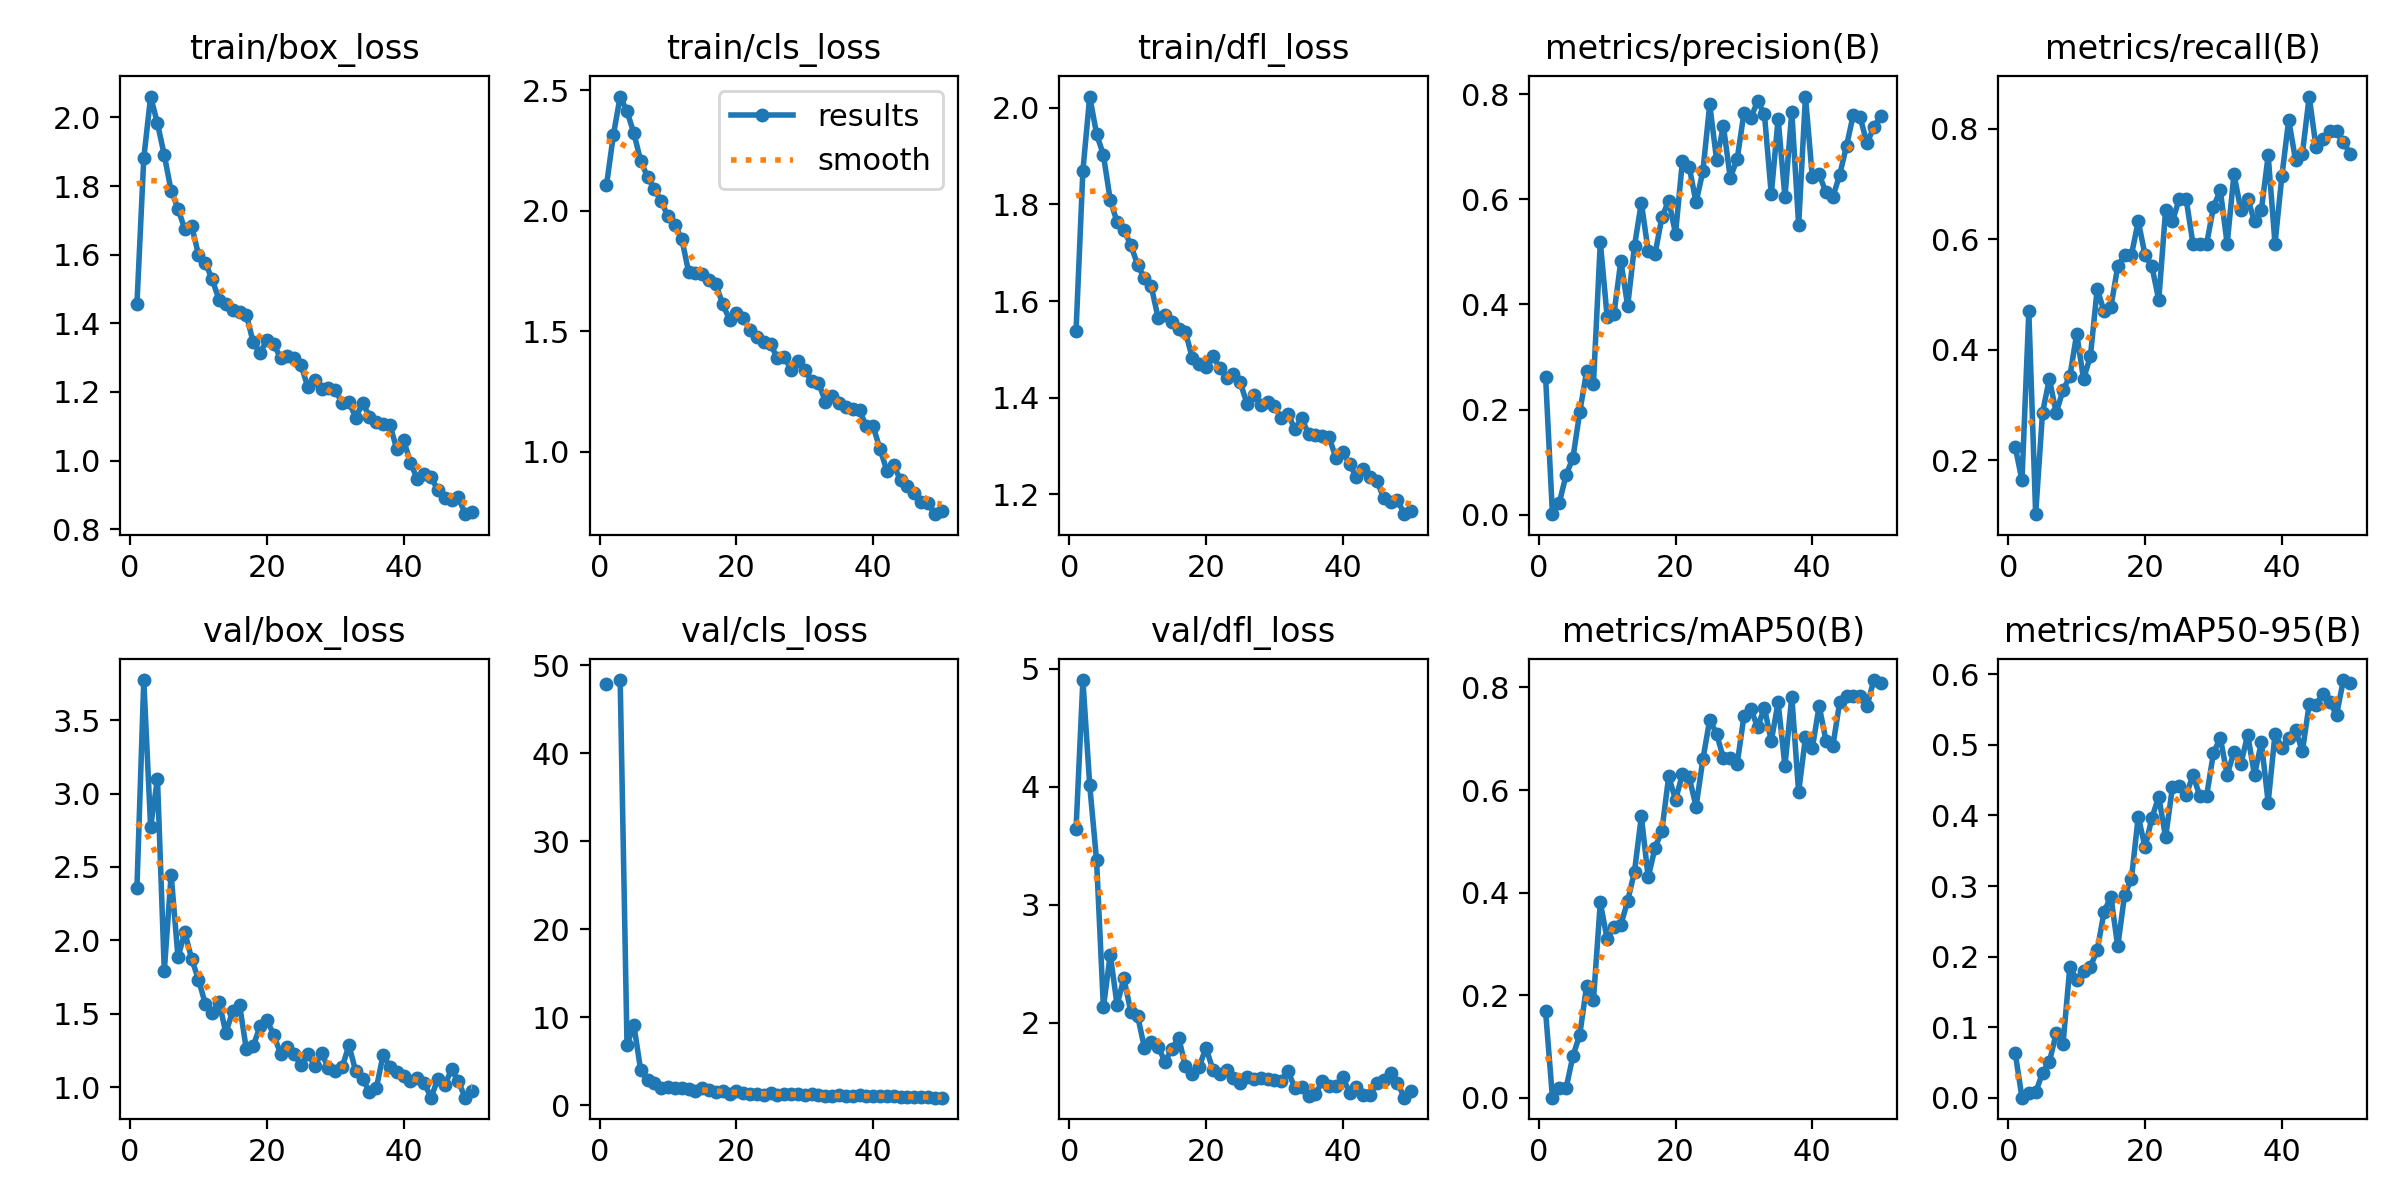 train/box_loss
train/cls_loss
train/dfl_loss
metrics/precision(B)
metrics/recall(B)
2.0
1.8
1.6
1.4
1.2
1.0
0.8
0 20 40
2.5
2.0
1.5
1.0
results
smooth
0 20 40
2.0
1.8
1.6
1.4
1.2
0 20 40
0.8
0.6
0.4
0.2
0.0
0 20 40
0.8
0.6
0.4
0.2
0 20 40
val/box_loss
val/cls_loss
val/dfl_loss
metrics/mAP50(B)
metrics/mAP50-95(B)
3.5
3.0
2.5
2.0
1.5
1.0
0 20 40
50
40
30
20
10
0
0 20 40
5
4
3
2
0 20 40
0.8
0.6
0.4
0.2
0.0
0 20 40
0.6
0.5
0.4
0.3
0.2
0.1
0.0
0 20 40